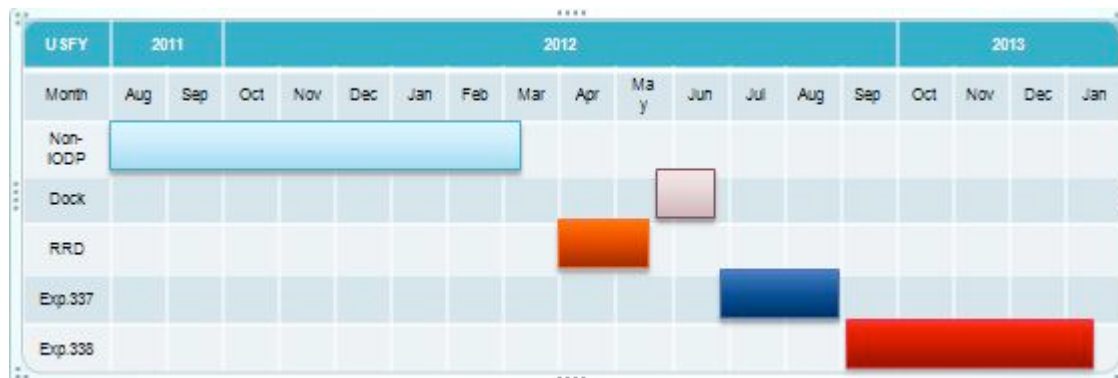 USFY 2011 2012 2013
Month Aug Sep Oct Nov Dec Jan Feb Mar Apr Ma
y Jun Jul Aug Sep Oct Nov Dec Jan
Non-
IODP
Dock
RRD
Exp.337
Exp.338